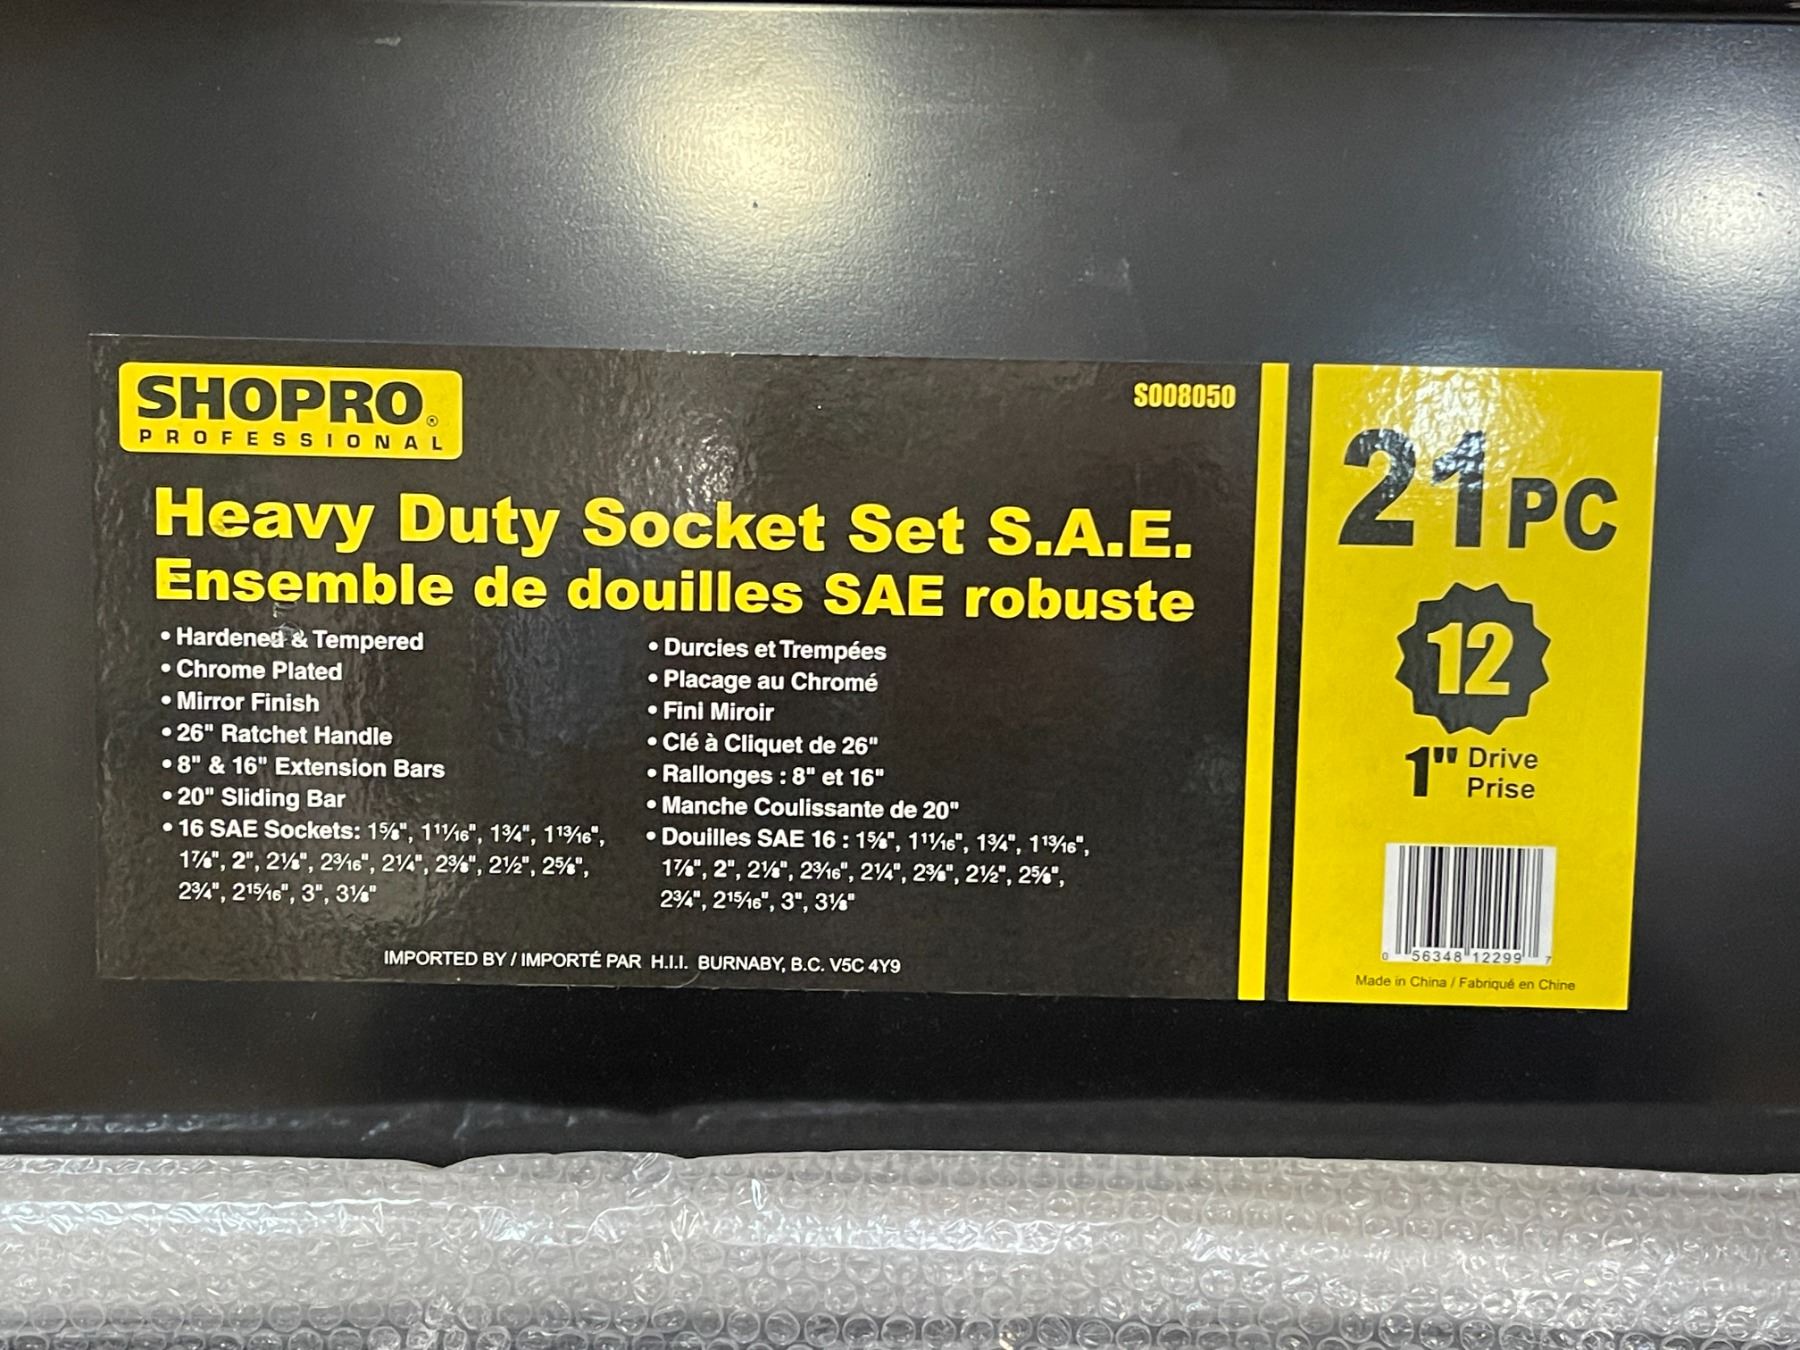 SHOPRO®
PROFESSIONAL
S008050
Heavy Duty Socket Set S.A.E.
Ensemble de douilles SAE robuste
• Hardened & Tempered
• Chrome Plated
• Mirror Finish
• 26" Ratchet Handle
• 8" & 16" Extension Bars
• 20" Sliding Bar
• 16 SAE Sockets: 1⅝", 1¹¹⁄₁₆", 1¾", 1¹³⁄₁₆",
1⅞", 2", 2⅛", 2³⁄₁₆", 2¼", 2⅜", 2½", 2⅝",
2¾", 2¹⁵⁄₁₆", 3", 3⅛"
• Durcies et Trempées
• Placage au Chromé
• Fini Miroir
• Clé à Cliquet de 26"
• Rallonges : 8" et 16"
• Manche Coulissante de 20"
• Douilles SAE 16 : 1⅝", 1¹¹⁄₁₆", 1¾", 1¹³⁄₁₆",
1⅞", 2", 2⅛", 2³⁄₁₆", 2¼", 2⅜", 2½", 2⅝",
2¾", 2¹⁵⁄₁₆", 3", 3⅛"
IMPORTED BY / IMPORTÉ PAR H.I.I. BURNABY, B.C. V5C 4Y9
21 PC
12
1" Drive
Prise
0 56348 12299 7
Made in China / Fabriqué en Chine